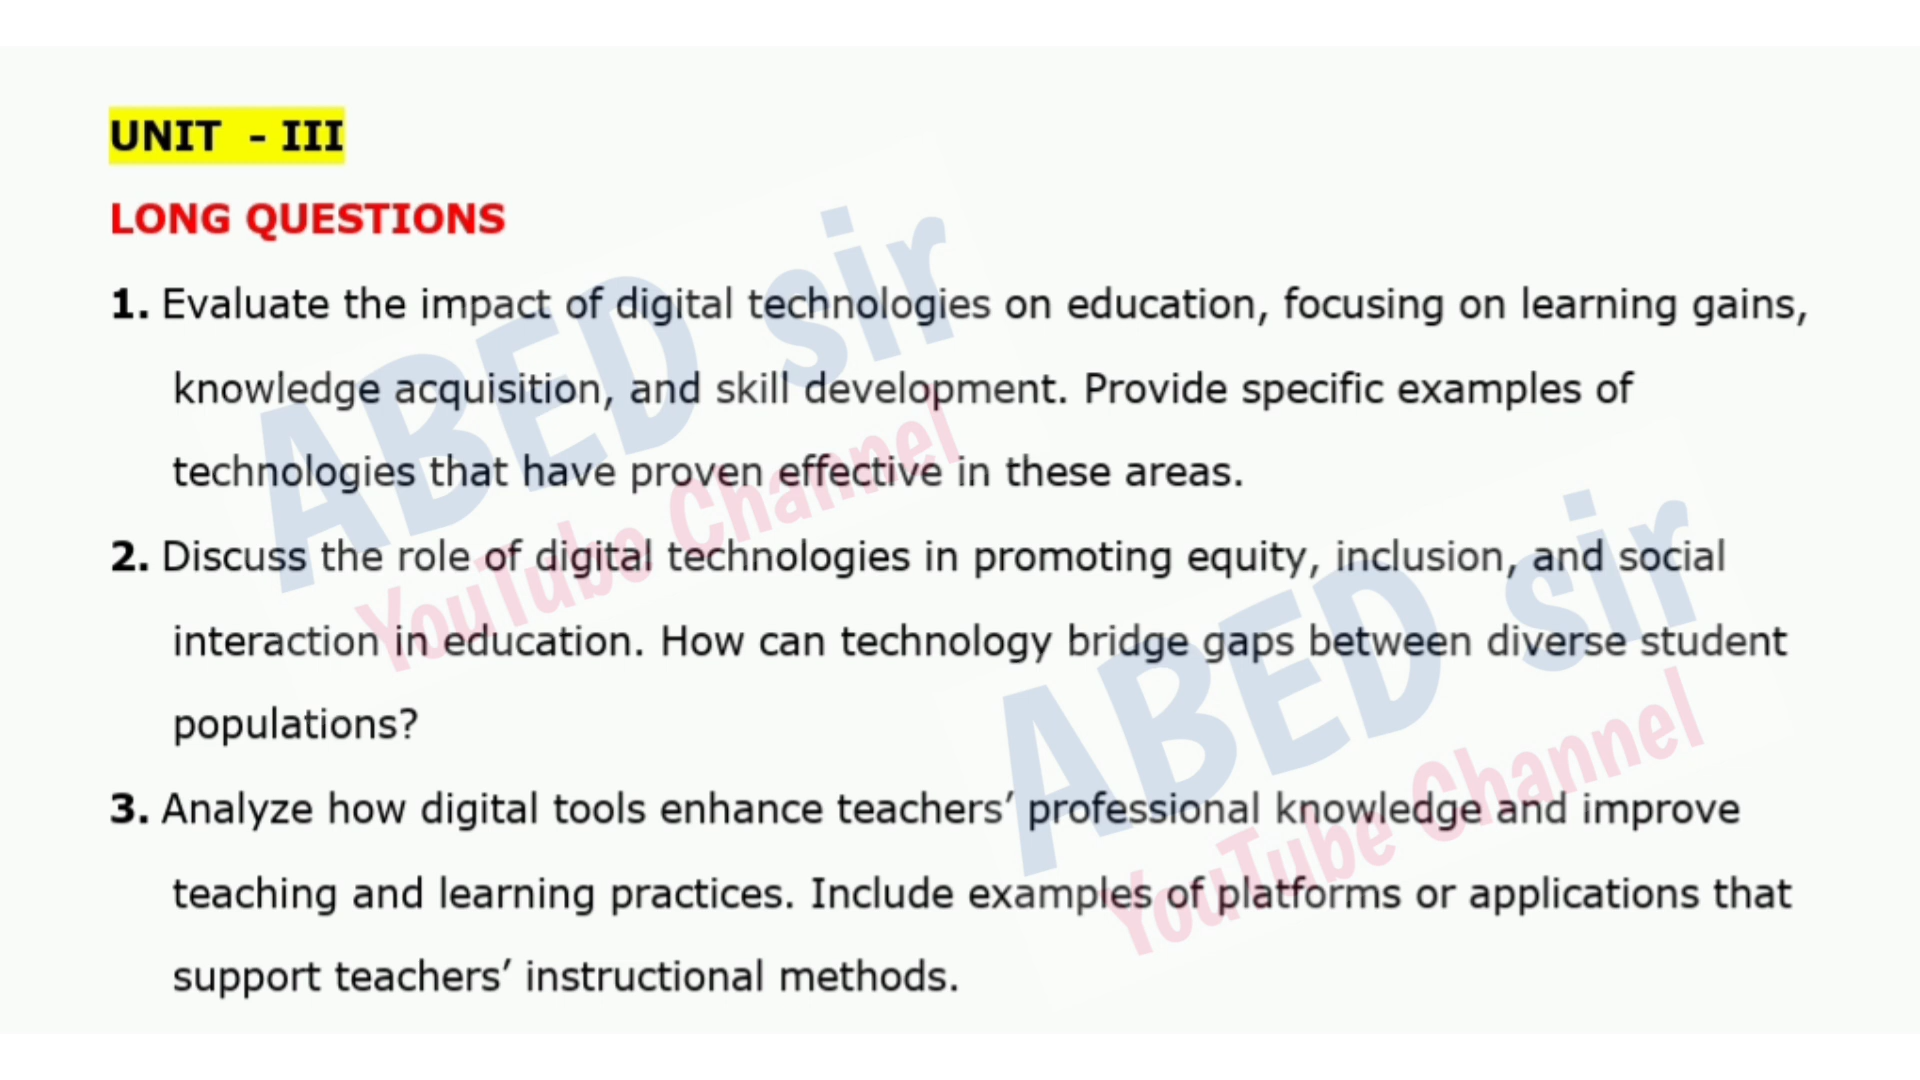 UNIT - III
LONG QUESTIONS
1. Evaluate the impact of digital technologies on education, focusing on learning gains,
knowledge acquisition, and skill development. Provide specific examples of
technologies that have proven effective in these areas.
2. Discuss the role of digital technologies in promoting equity, inclusion, and social
interaction in education. How can technology bridge gaps between diverse student
populations?
3. Analyze how digital tools enhance teachers’ professional knowledge and improve
teaching and learning practices. Include examples of platforms or applications that
support teachers’ instructional methods.
ABED sir
YouTube Channel
ABED sir
YouTube Channel